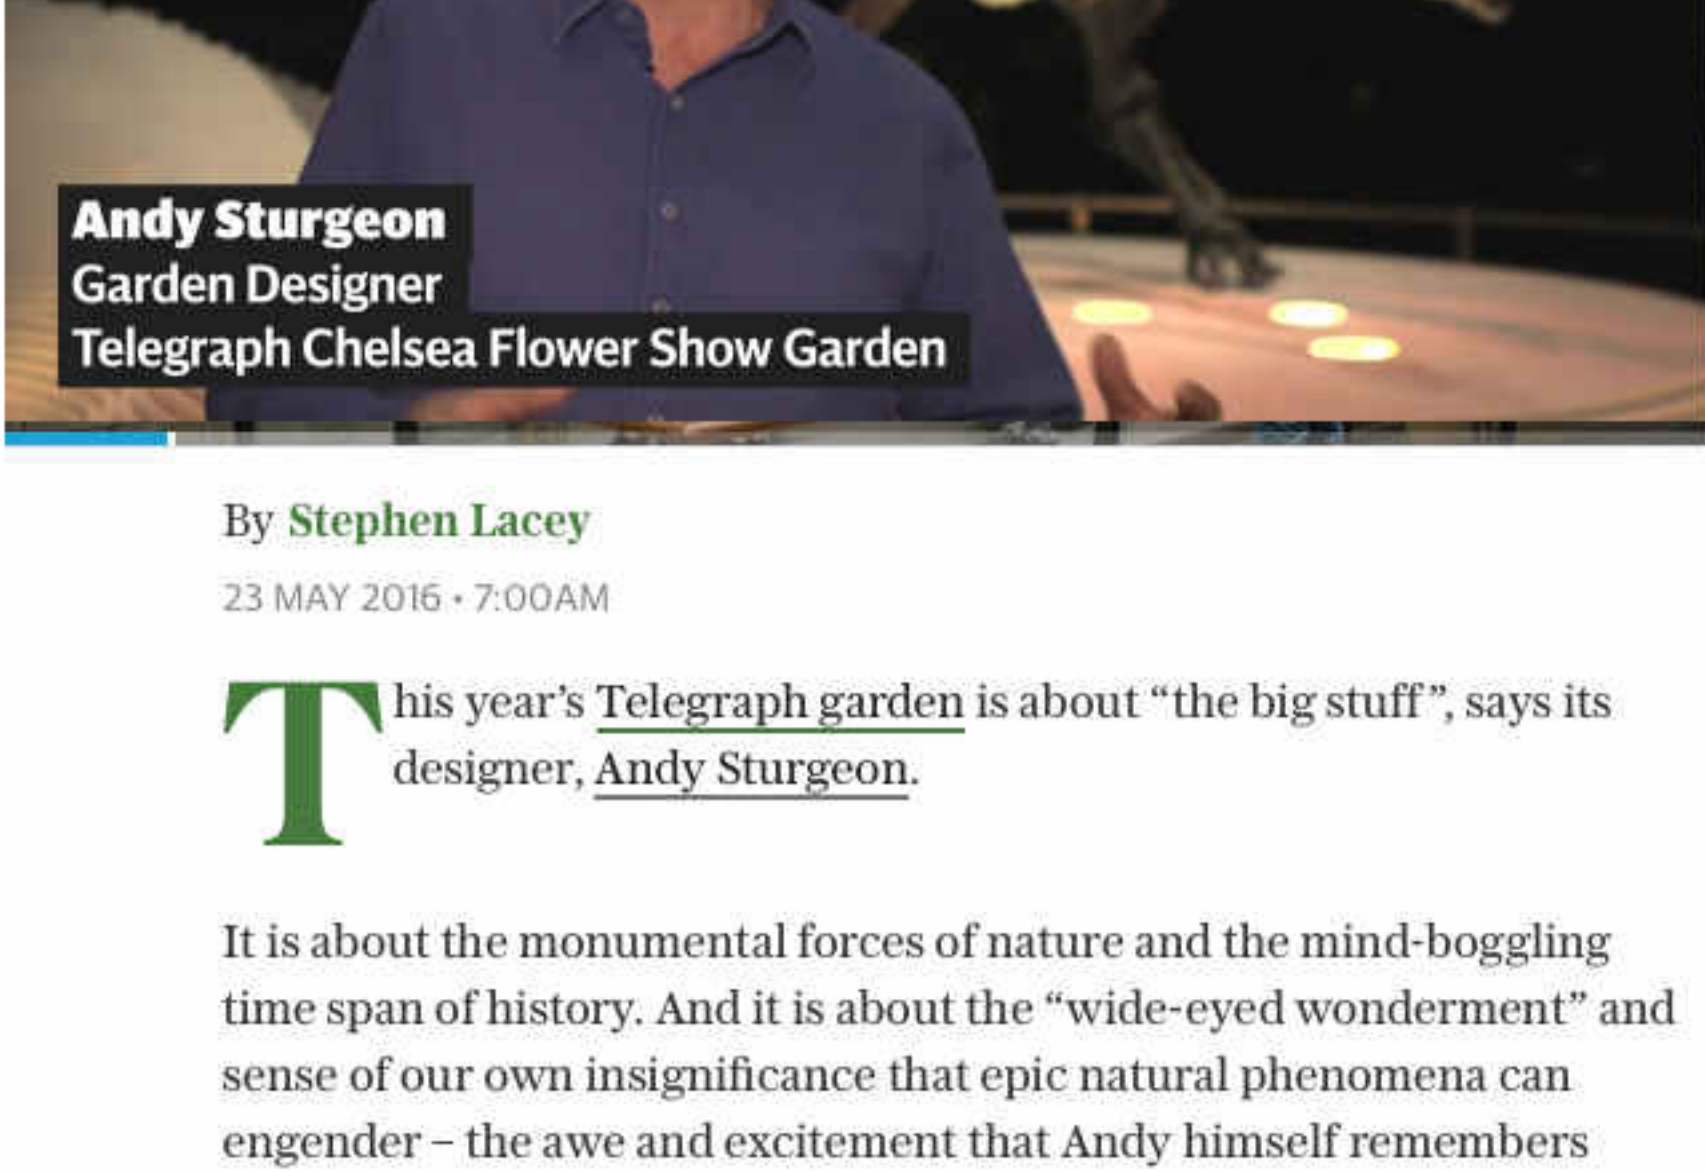 Andy Sturgeon
Garden Designer
Telegraph Chelsea Flower Show Garden
By Stephen Lacey
23 MAY 2016 • 7:00AM
This year’s Telegraph garden is about “the big stuff”, says its
designer, Andy Sturgeon.
It is about the monumental forces of nature and the mind-boggling
time span of history. And it is about the “wide-eyed wonderment” and
sense of our own insignificance that epic natural phenomena can
engender – the awe and excitement that Andy himself remembers